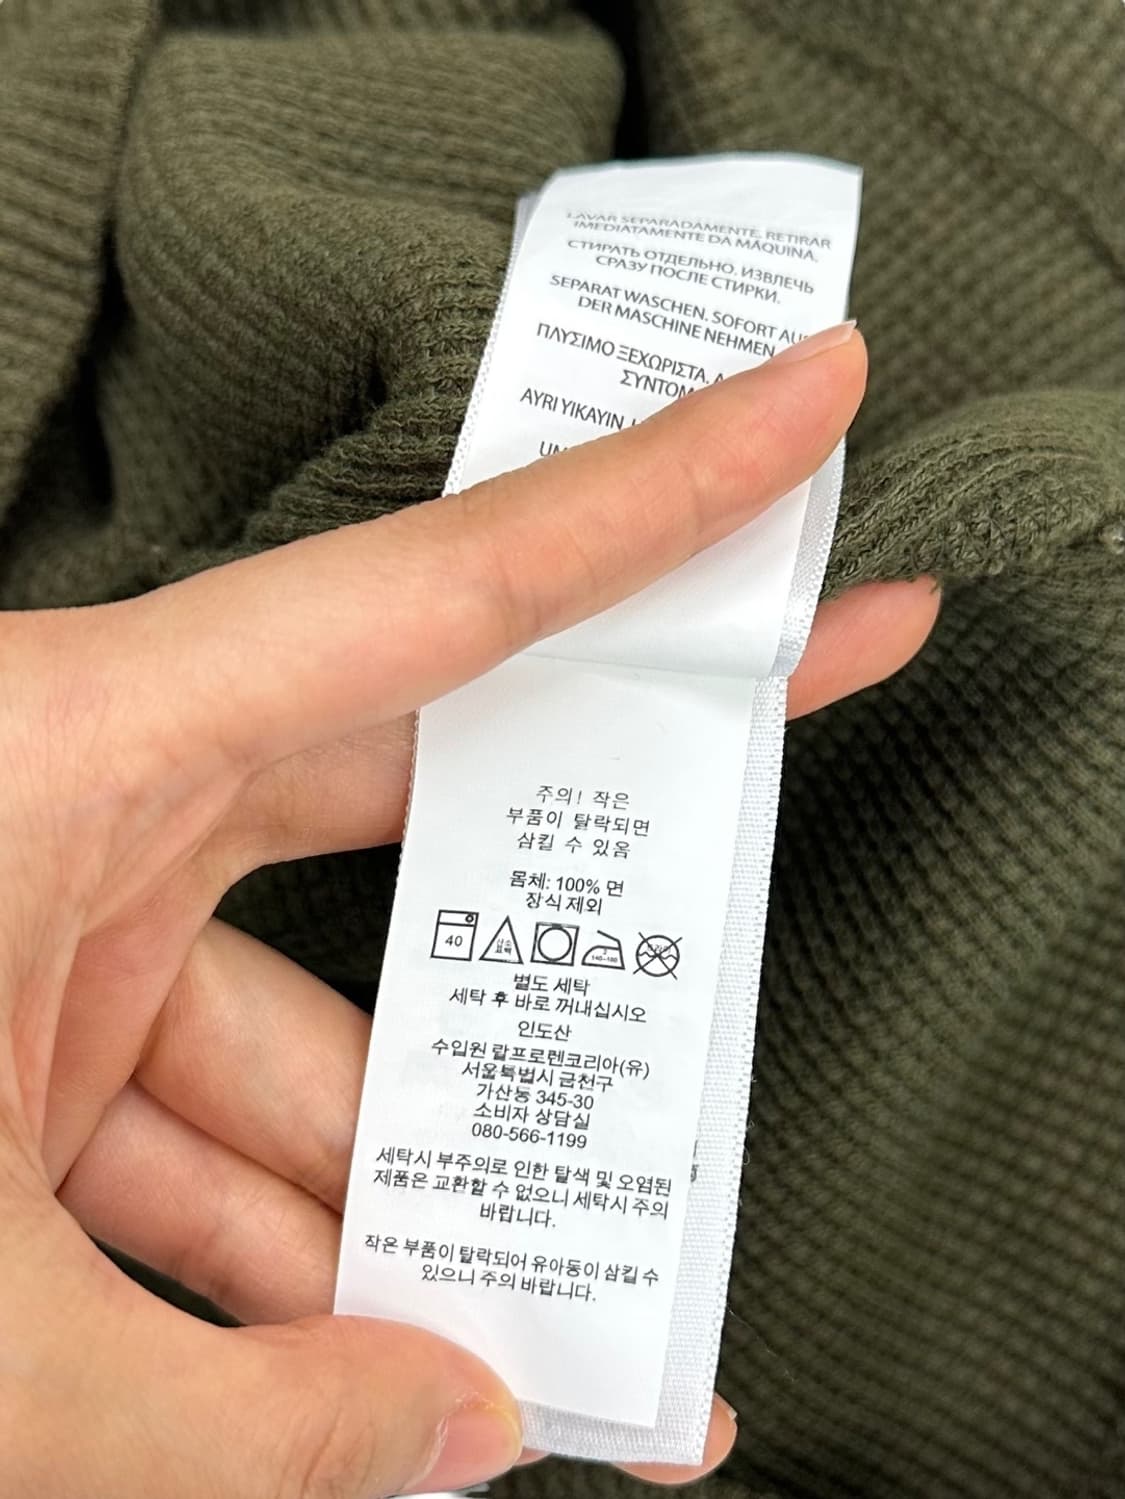 LAVAR SEPARADAMENTE. RETIRAR
IMEDIATAMENTE DA MÁQUINA.
СТИРАТЬ ОТДЕЛЬНО. ИЗВЛЕЧЬ
СРАЗУ ПОСЛЕ СТИРКИ.
SEPARAT WASCHEN. SOFORT
DER MASCHINE NEHMEN
ΠΛΥΣΙΜΟ ΞΕΧΩΡΙΣΤΑ.
AYRI YIKAYIN.
주의! 작은
부품이 탈락되면
삼킬 수 있음
몸체: 100% 면
장식 제외
40
산소 표백
2
140~160
별도 세탁
세탁 후 바로 꺼내십시오
인도산
수입원 랄프로렌코리아(유)
서울특별시 금천구
가산동 345-30
소비자 상담실
080-566-1199
세탁시 부주의로 인한 탈색 및 오염된
제품은 교환할 수 없으니 세탁시 주의
바랍니다.
작은 부품이 탈락되어 유아동이 삼킬 수
있으니 주의 바랍니다.